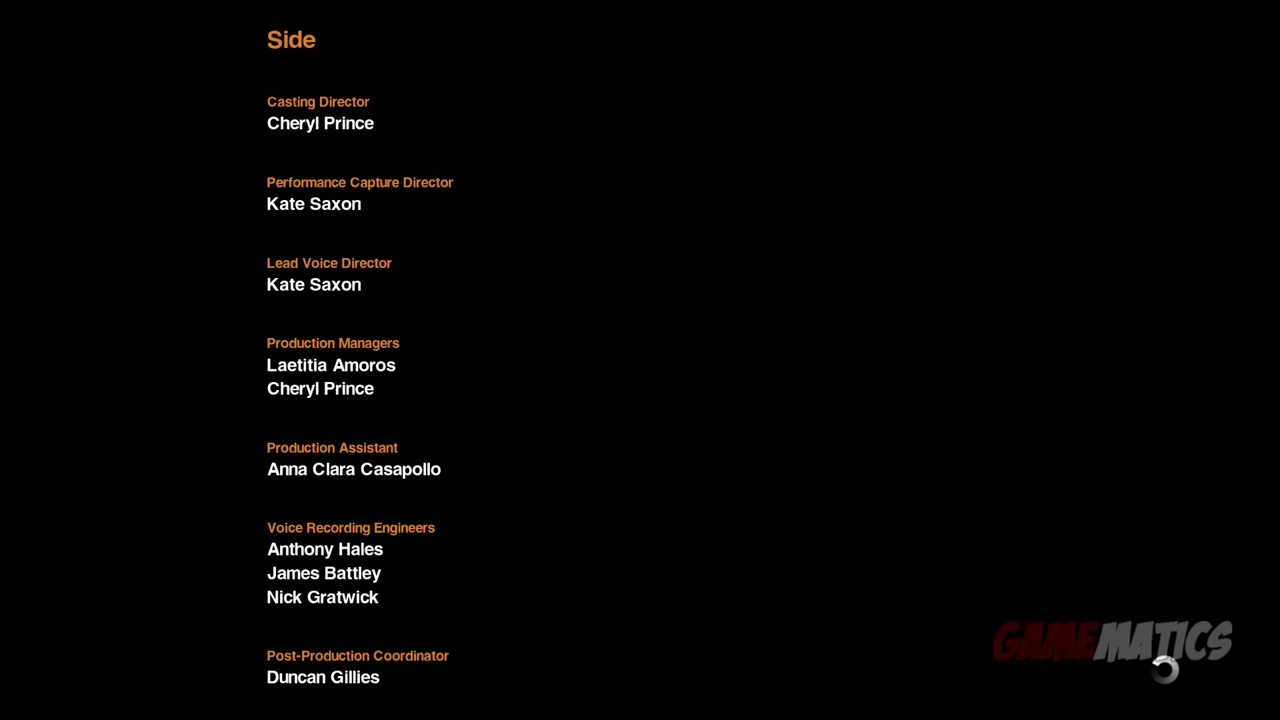 Side
Casting Director
Cheryl Prince
Performance Capture Director
Kate Saxon
Lead Voice Director
Kate Saxon
Production Managers
Laetitia Amoros
Cheryl Prince
Production Assistant
Anna Clara Casapollo
Voice Recording Engineers
Anthony Hales
James Battley
Nick Gratwick
Post-Production Coordinator
Duncan Gillies
GAMEMATICS